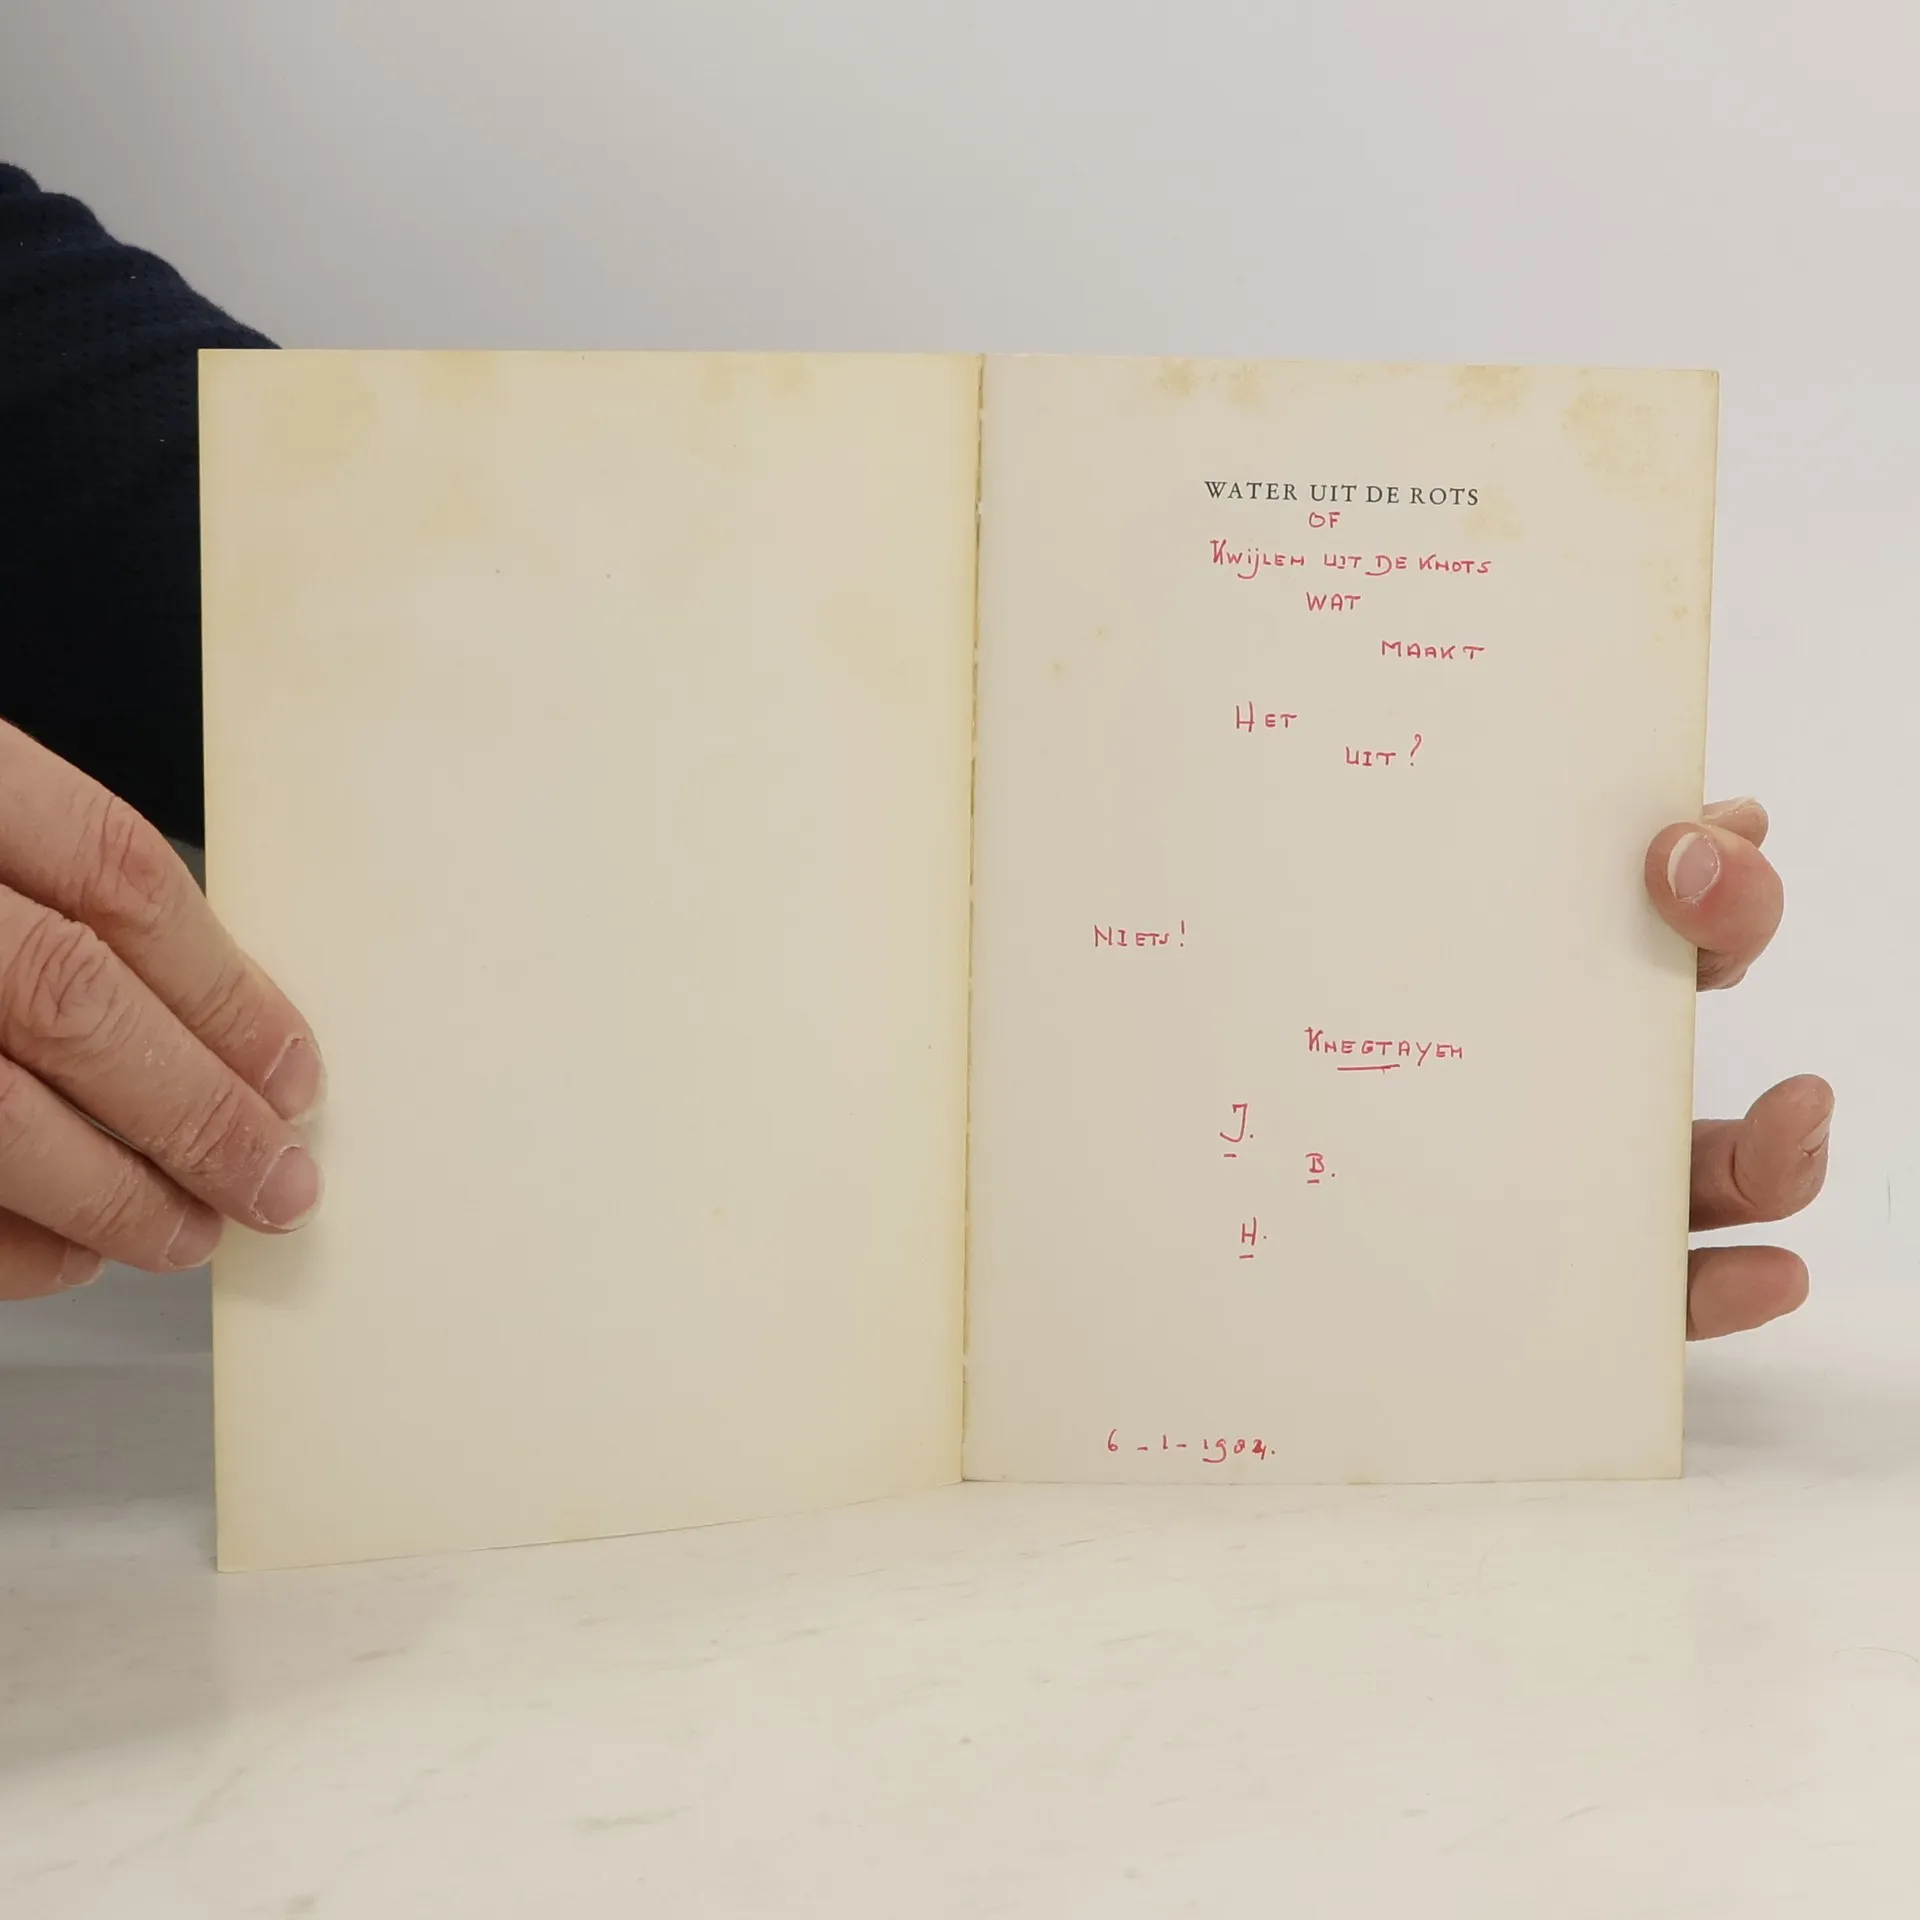 WATER UIT DE ROTS
OF
KWIJLEN UIT DE KNOTS
WAT
MAAKT
HET
UIT?
NIETS!
KNEGTAYEN
J.
B.
H.
6-1-1984.